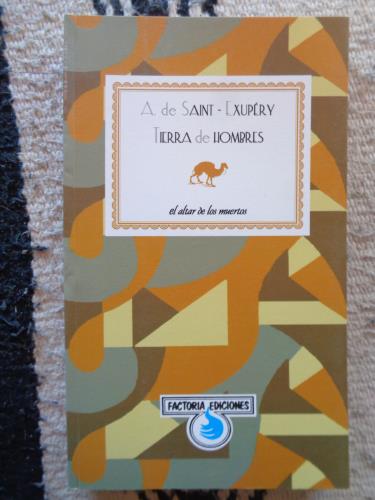 A. de SAINT - EXUPÉRY
TIERRA de HOMBRES
el altar de los muertos
FACTORIA EDICIONES